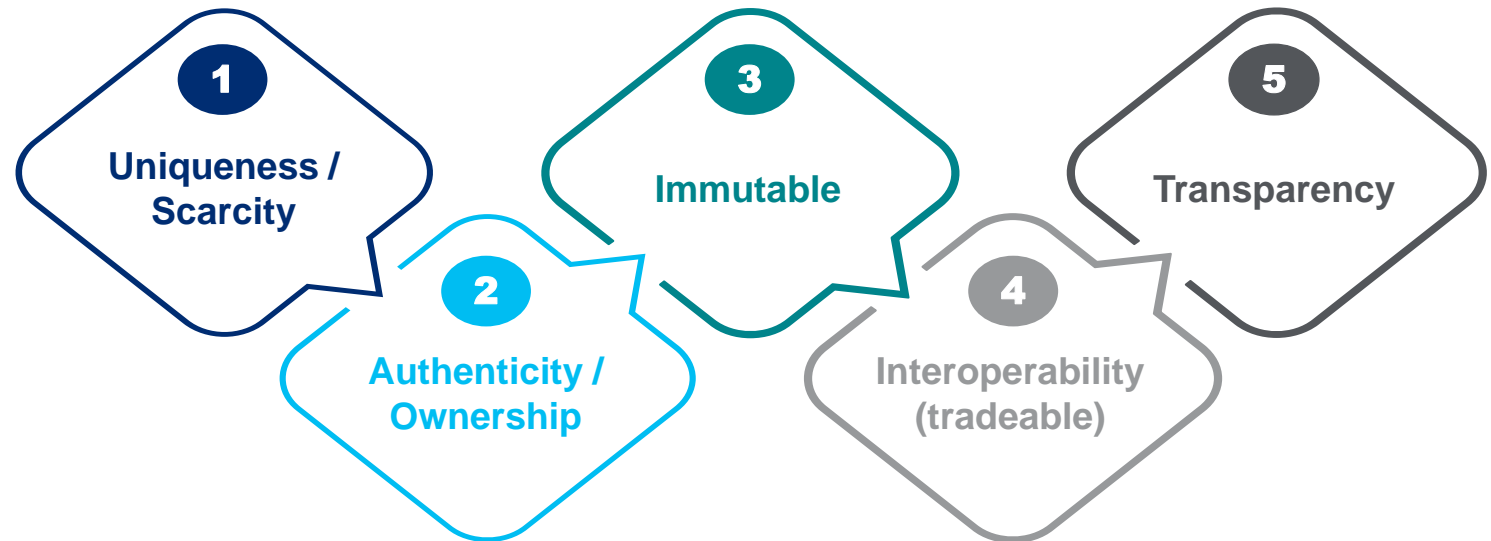 1
Uniqueness /
Scarcity
2
Authenticity /
Ownership
3
Immutable
4
Interoperability
(tradeable)
5
Transparency